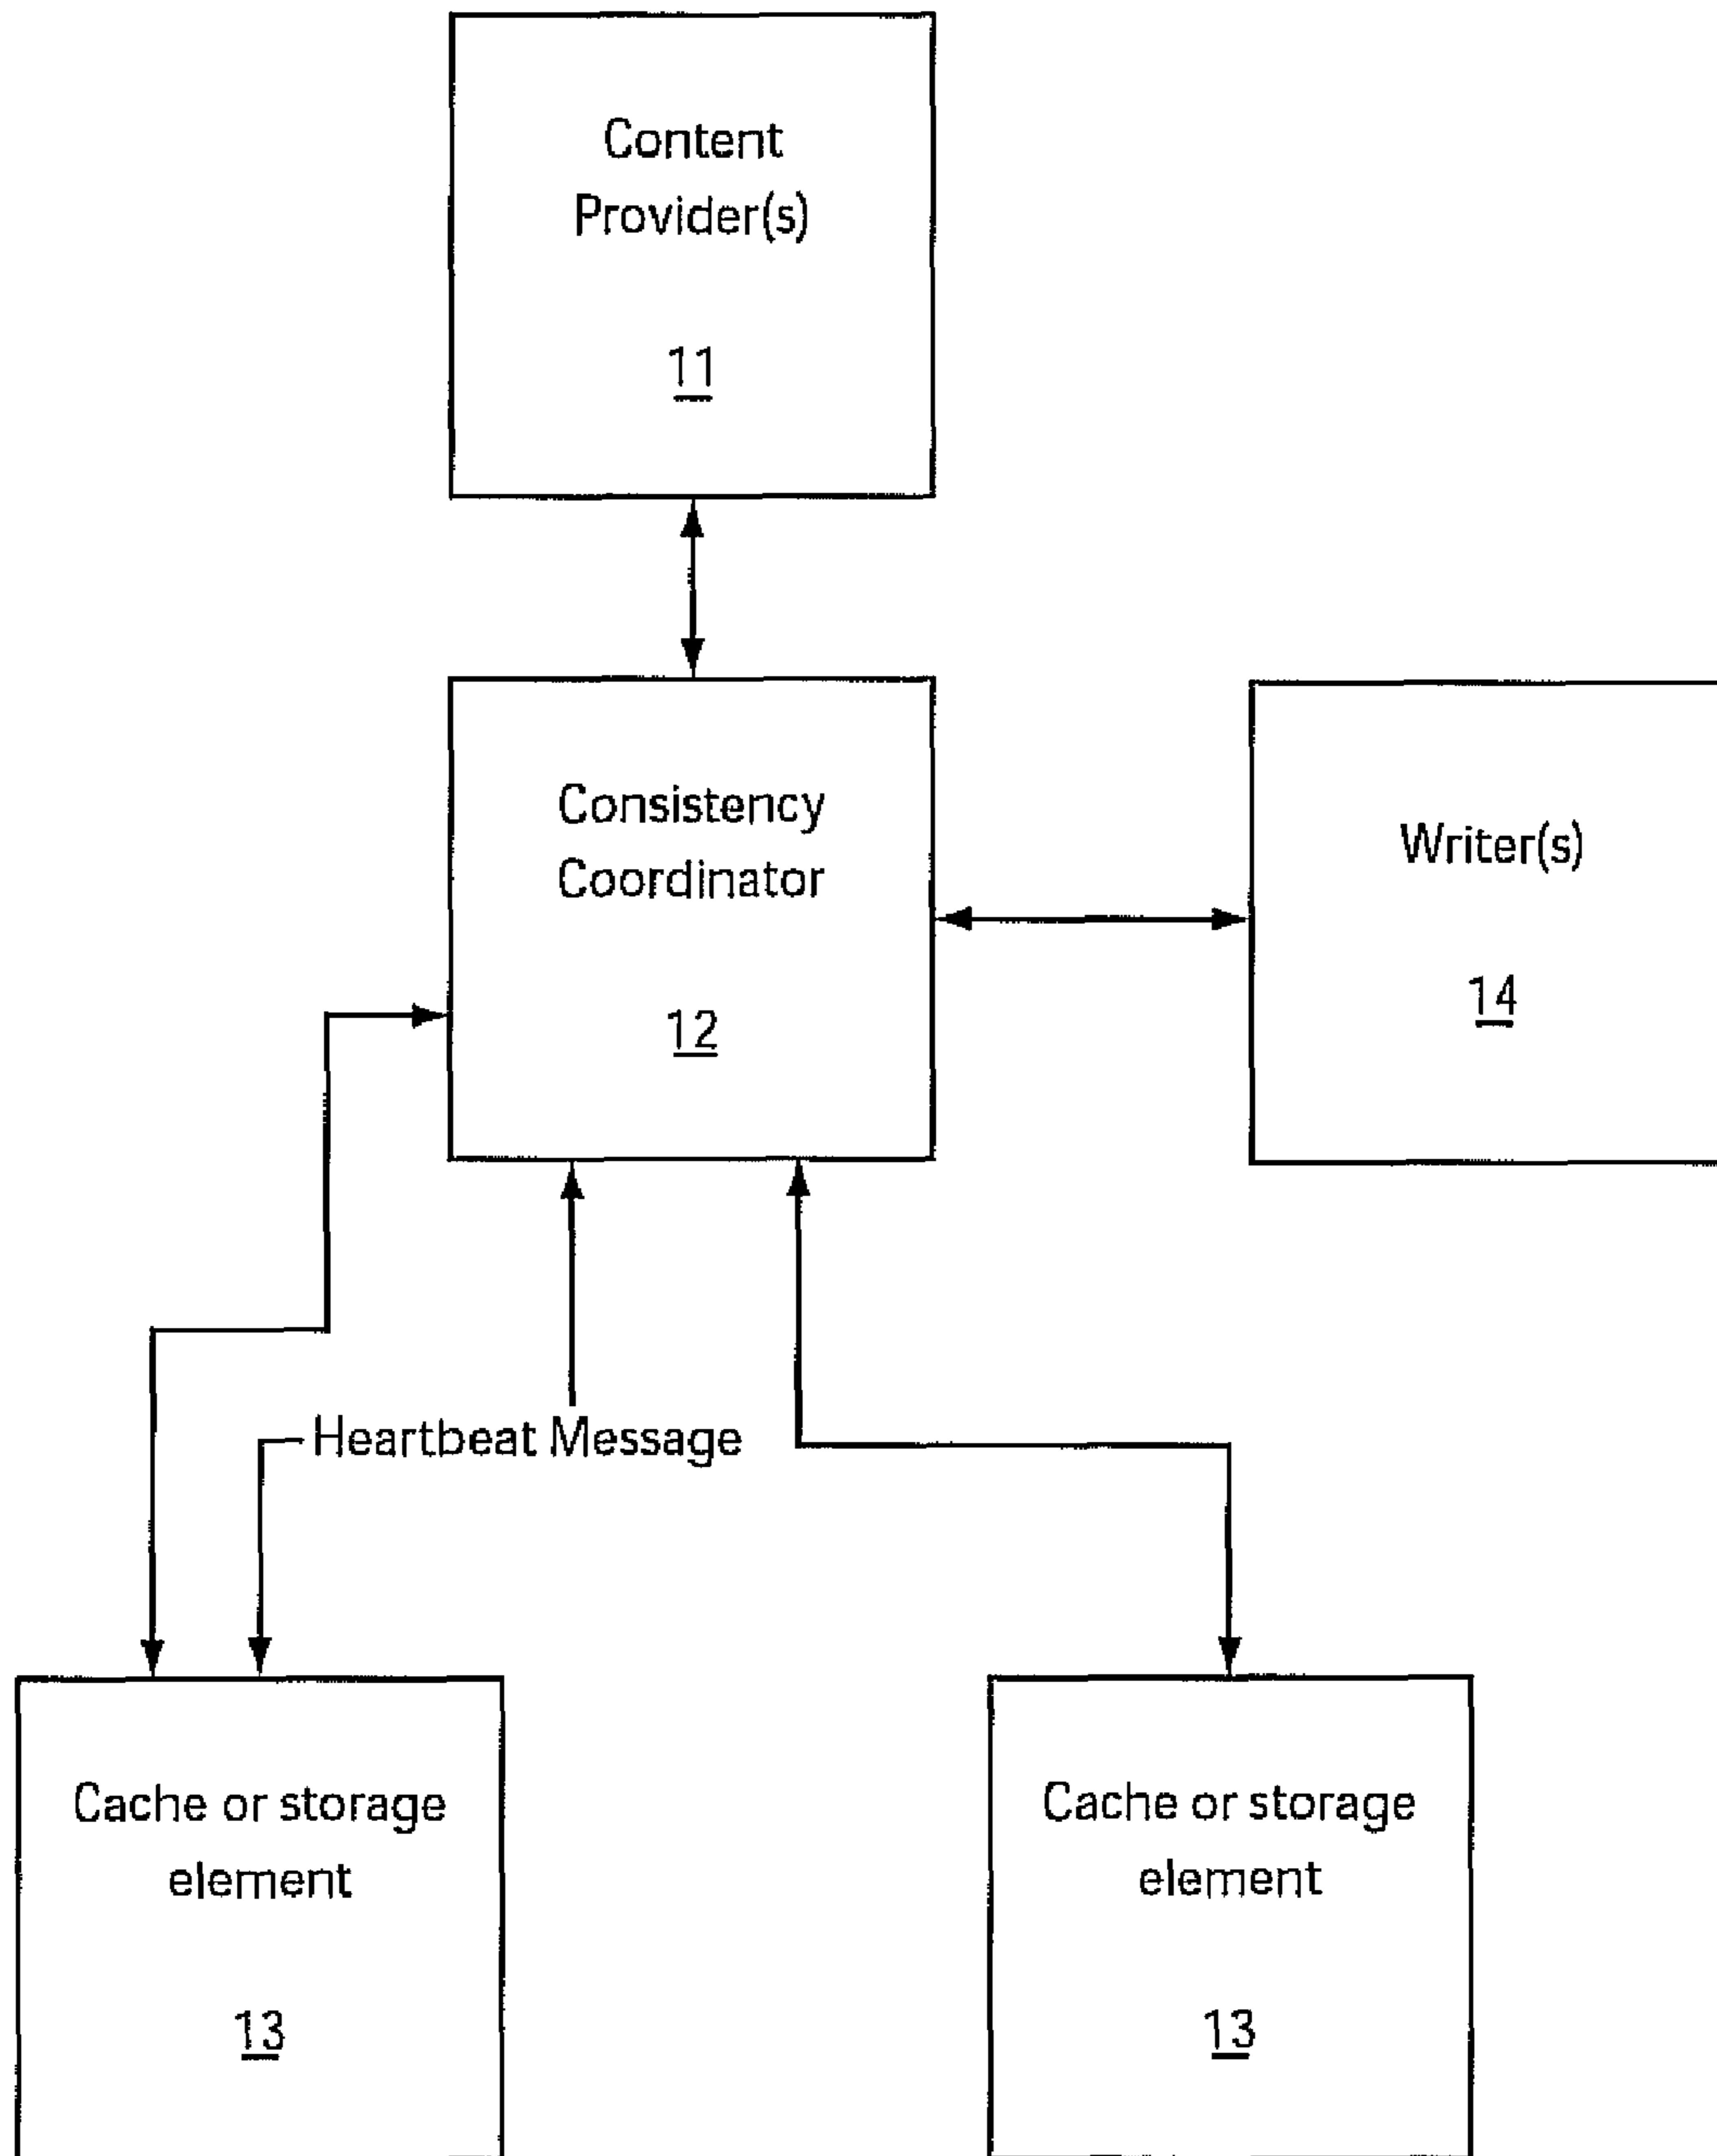 Content
Provider(s)
11
Consistency
Coordinator
12
Writer(s)
14
Heartbeat Message
Cache or storage
element
13
Cache or storage
element
13